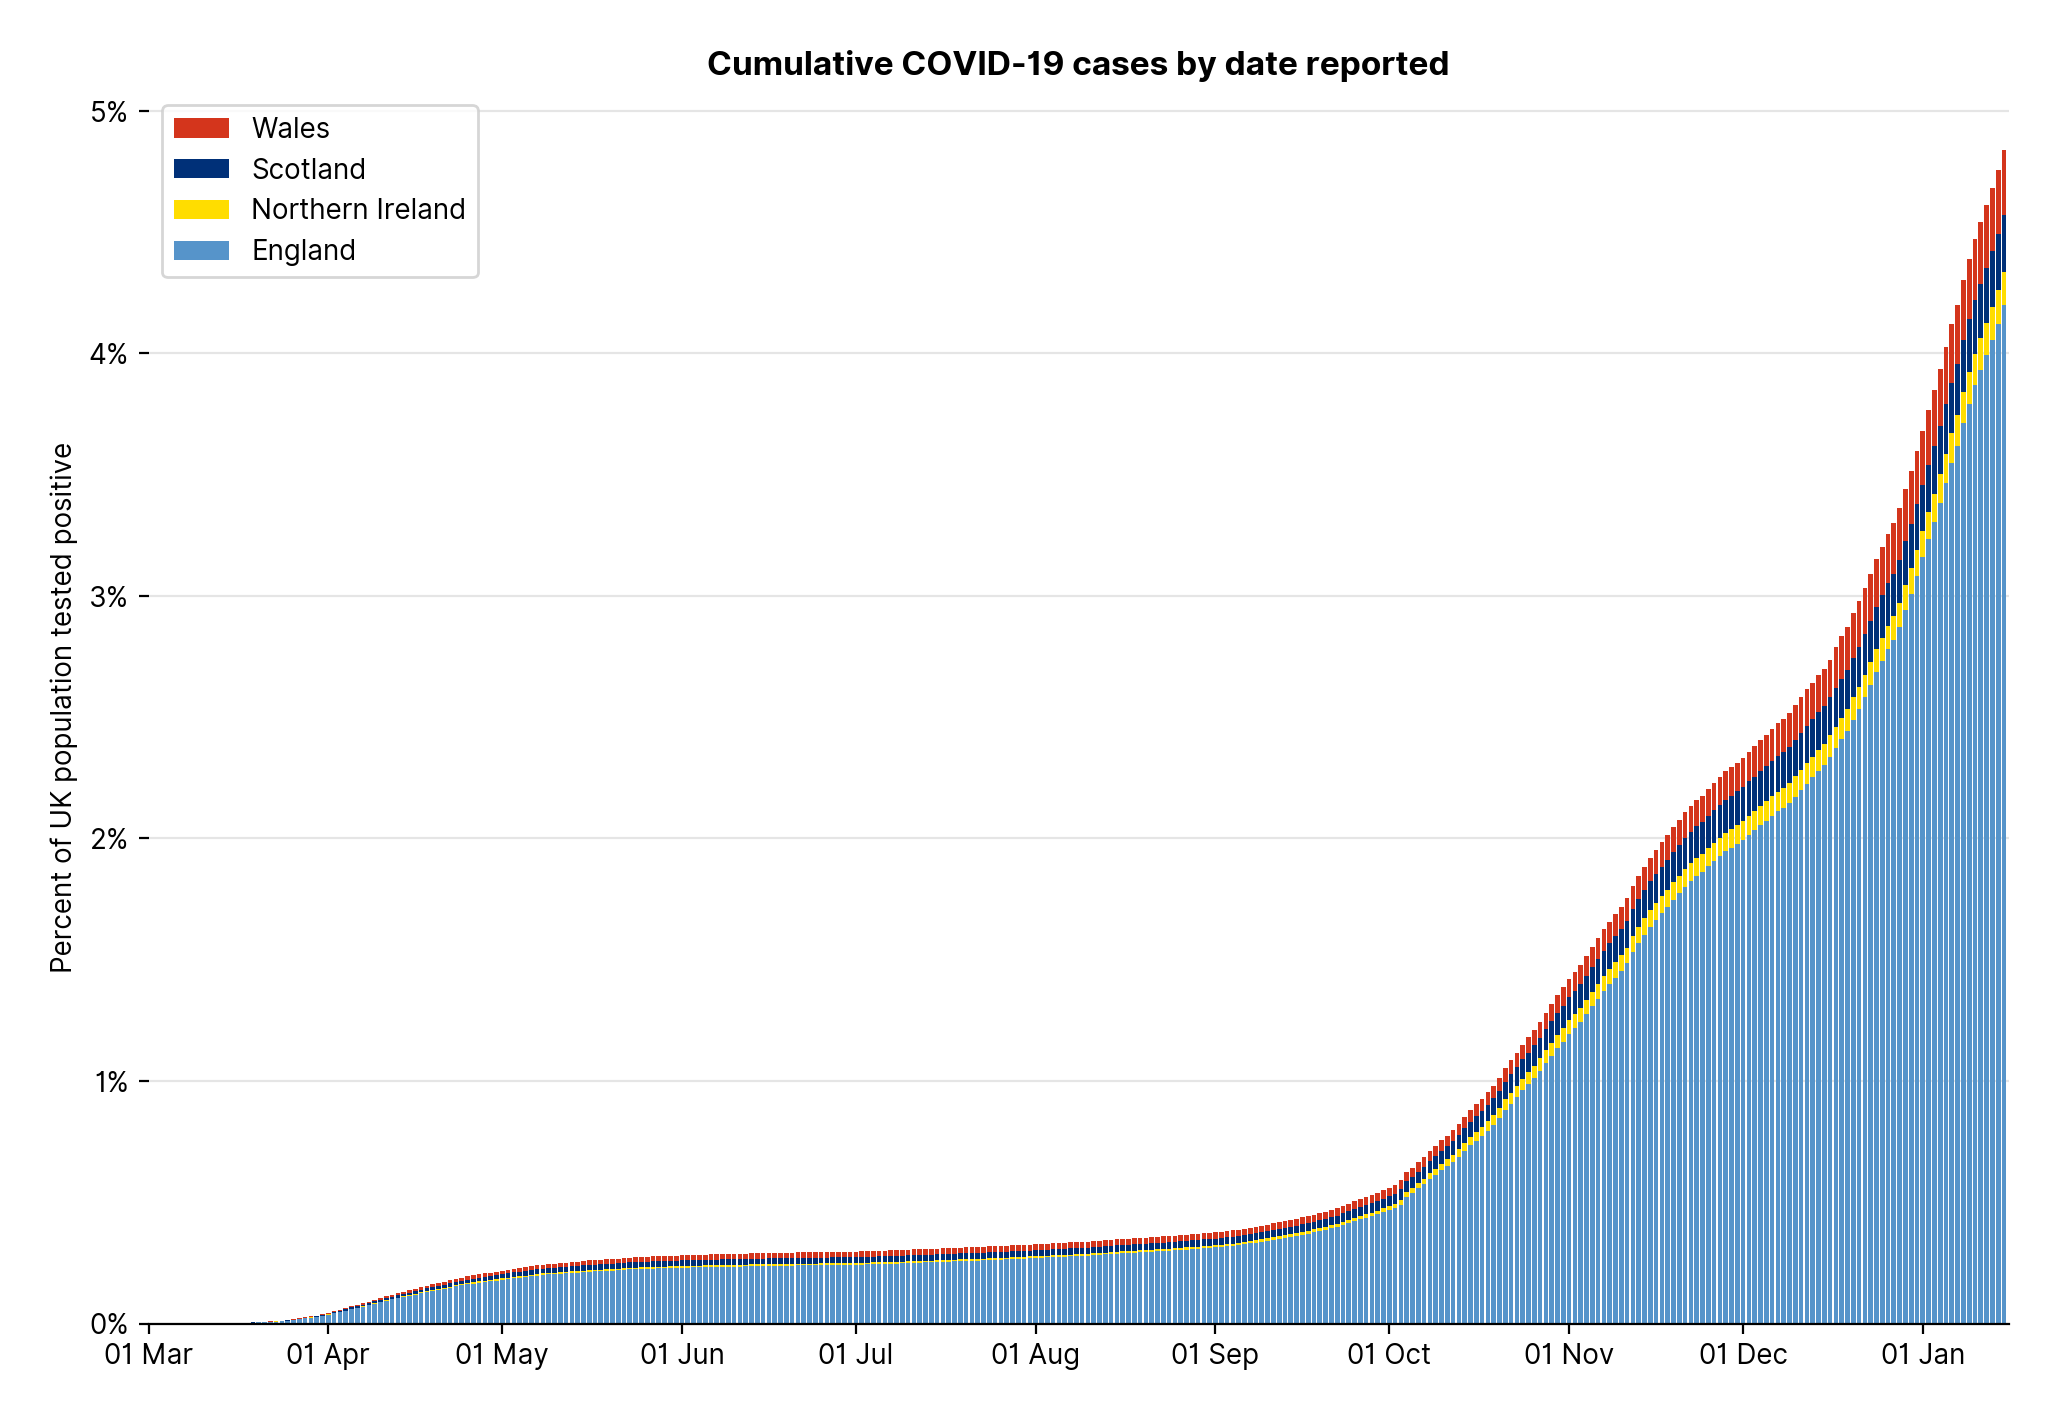 Cumulative COVID-19 cases by date reported
Wales
Scotland
Northern Ireland
England
Percent of UK population tested positive
5%
4%
3%
2%
1%
0%
01 Mar
01 Apr
01 May
01 Jun
01 Jul
01 Aug
01 Sep
01 Oct
01 Nov
01 Dec
01 Jan